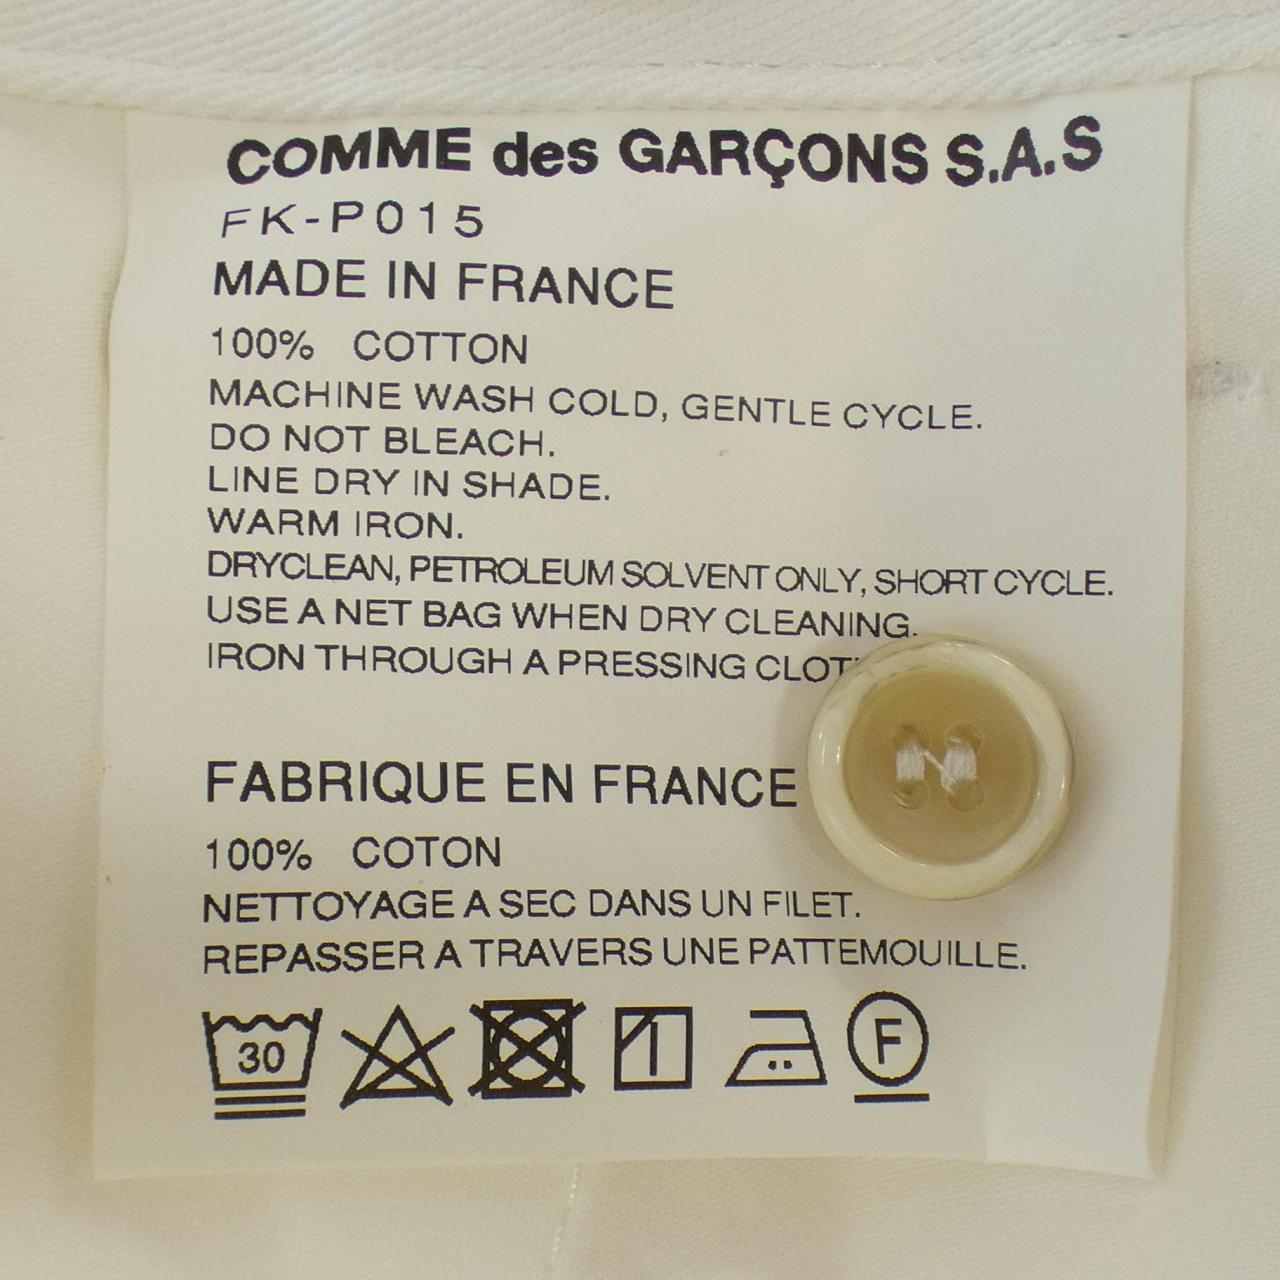 COMME des GARÇONS S.A.S
FK-P015
MADE IN FRANCE
100% COTTON
MACHINE WASH COLD, GENTLE CYCLE.
DO NOT BLEACH.
LINE DRY IN SHADE.
WARM IRON.
DRYCLEAN, PETROLEUM SOLVENT ONLY, SHORT CYCLE.
USE A NET BAG WHEN DRY CLEANING.
IRON THROUGH A PRESSING
FABRIQUE EN FRANCE
100% COTON
NETTOYAGE A SEC DANS UN FILET.
REPASSER A TRAVERS UNE PATTEMOUILLE.
30 F